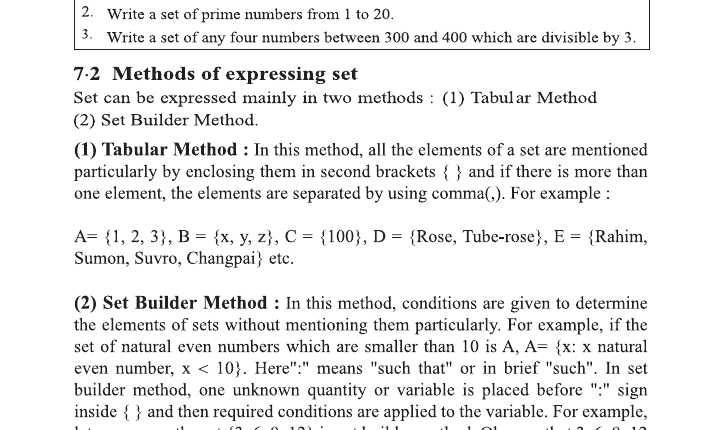 2. Write a set of prime numbers from 1 to 20.
3. Write a set of any four numbers between 300 and 400 which are divisible by 3.
7·2 Methods of expressing set
Set can be expressed mainly in two methods : (1) Tabular Method
(2) Set Builder Method.
(1) Tabular Method : In this method, all the elements of a set are mentioned
particularly by enclosing them in second brackets { } and if there is more than
one element, the elements are separated by using comma(,). For example :
A= {1, 2, 3}, B = {x, y, z}, C = {100}, D = {Rose, Tube-rose}, E = {Rahim,
Sumon, Suvro, Changpai} etc.
(2) Set Builder Method : In this method, conditions are given to determine
the elements of sets without mentioning them particularly. For example, if the
set of natural even numbers which are smaller than 10 is A, A= {x: x natural
even number, x < 10}. Here":" means "such that" or in brief "such". In set
builder method, one unknown quantity or variable is placed before ":" sign
inside { } and then required conditions are applied to the variable. For example,